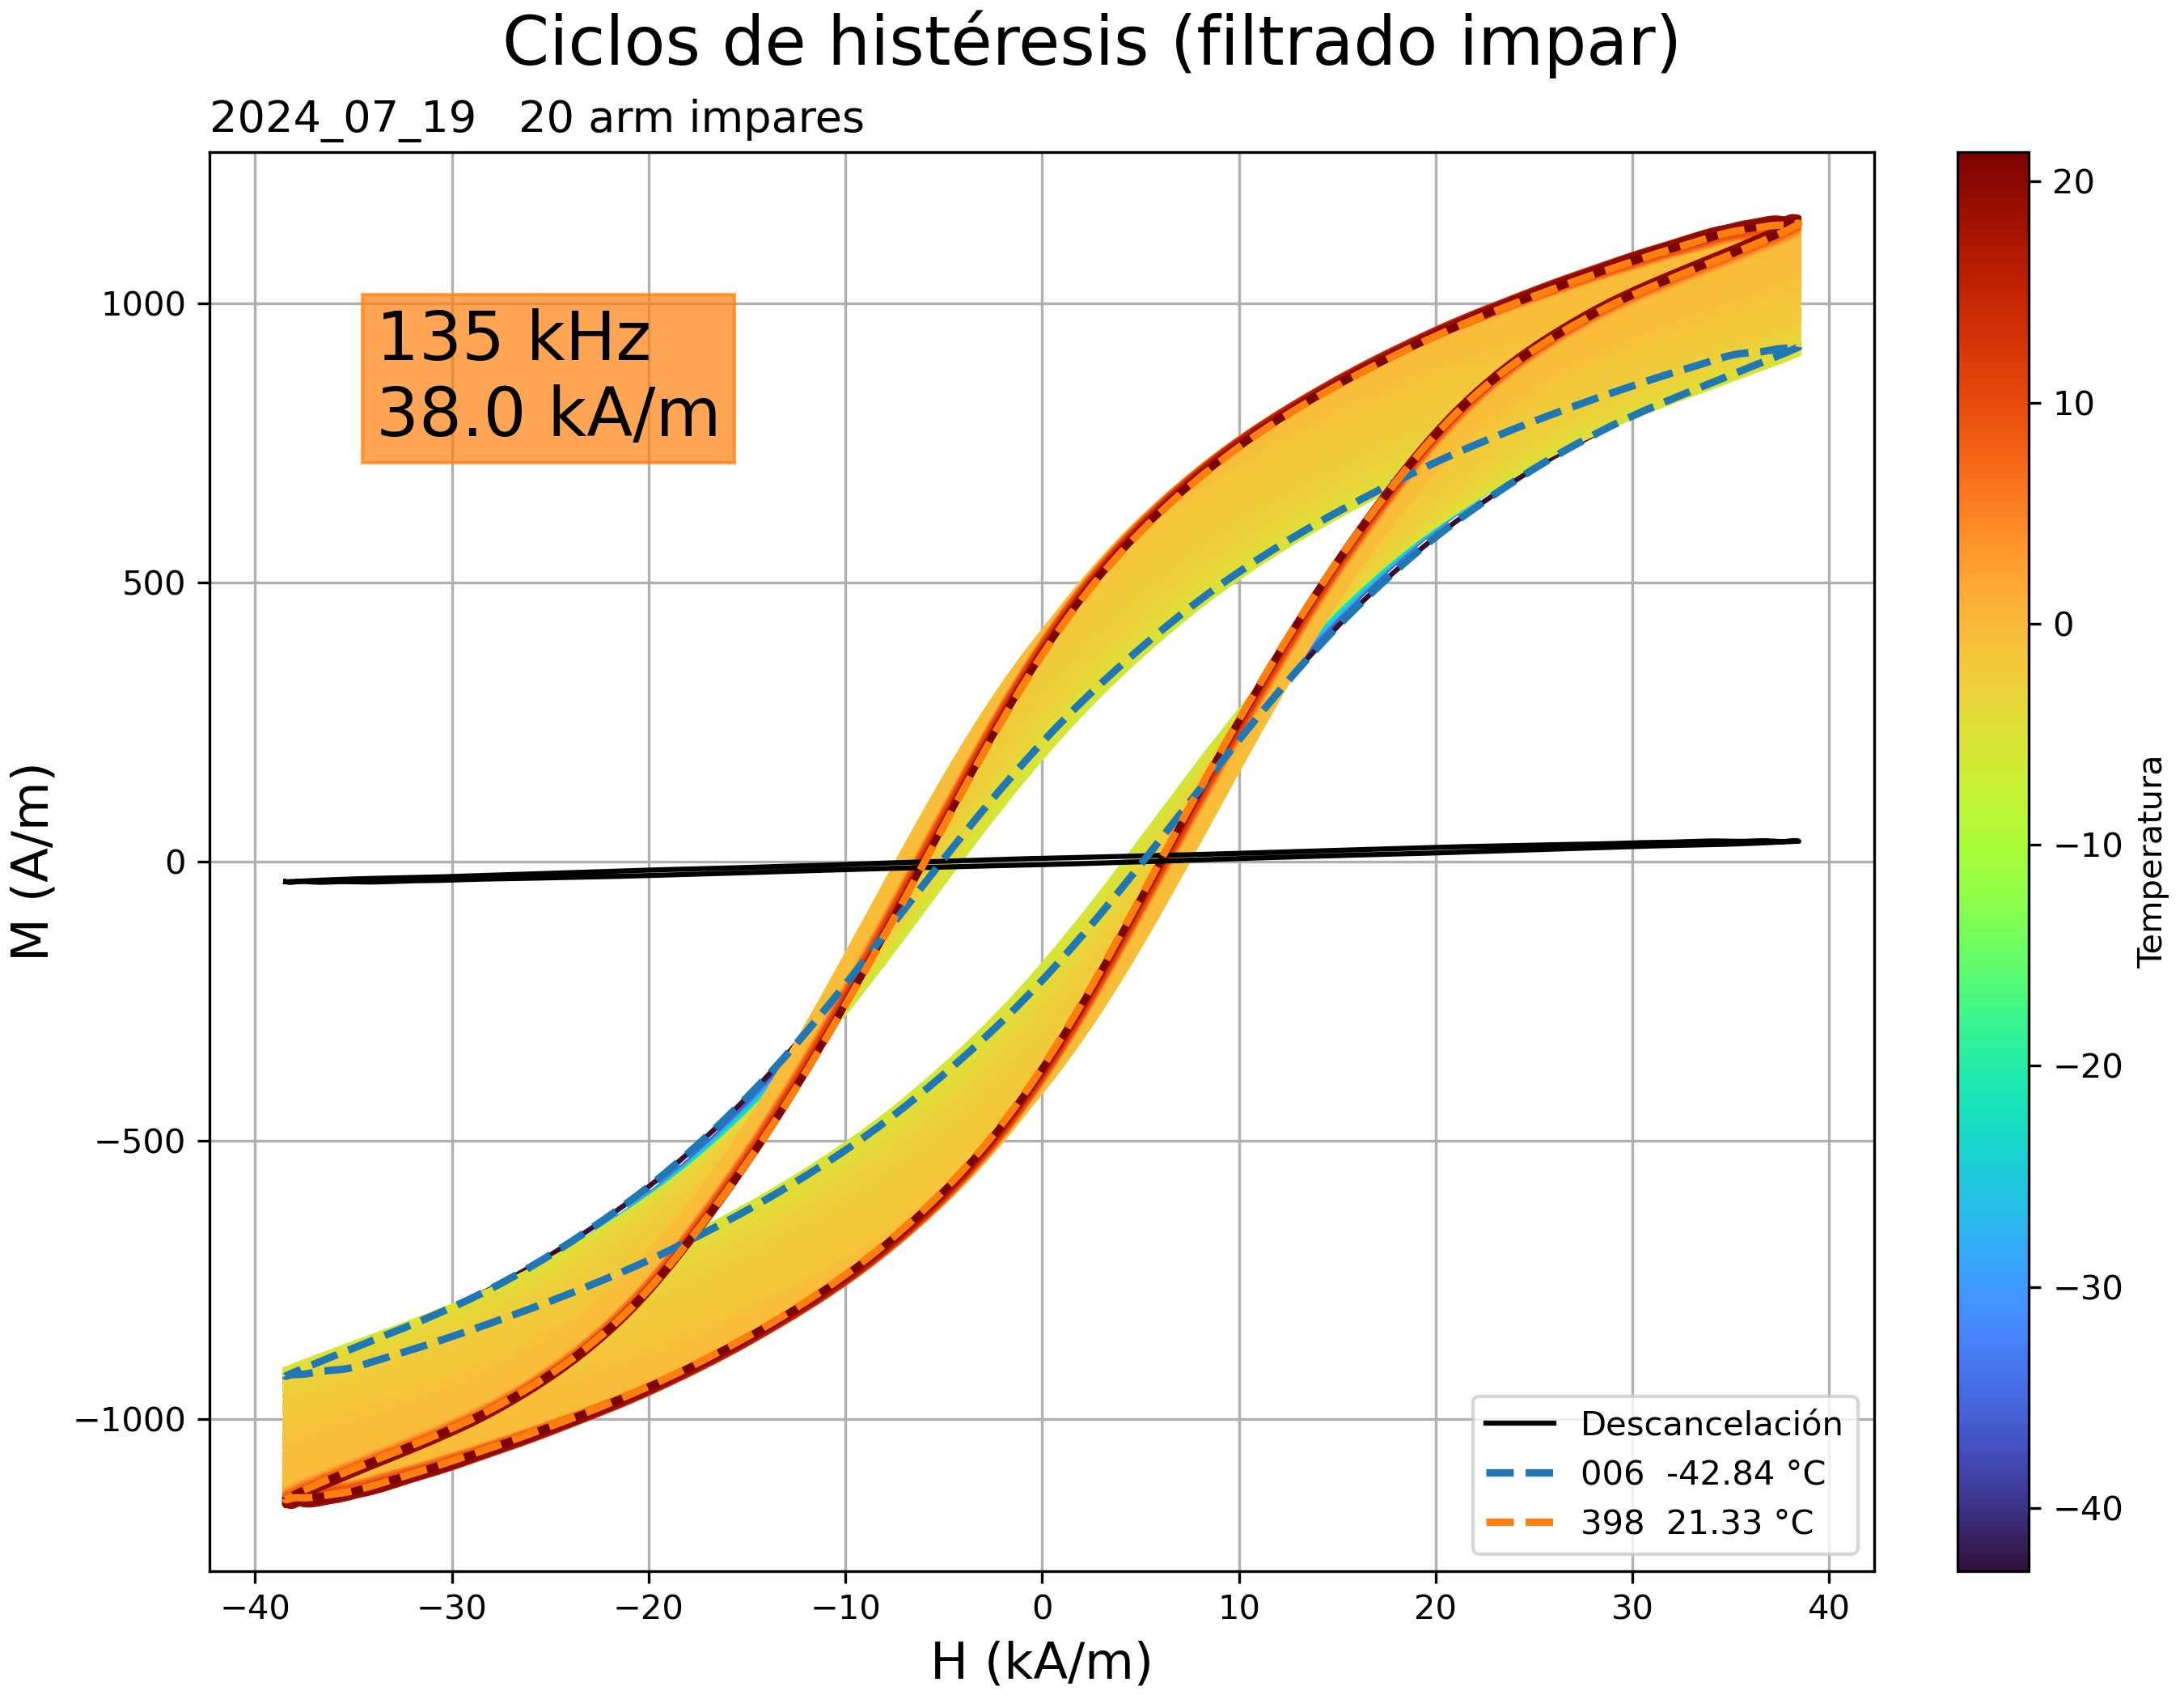 Ciclos de histéresis (filtrado impar)
2024_07_19   20 arm impares
135 kHz
38.0 kA/m
M (A/m)
1000
500
0
−500
−1000
−40
−30
−20
−10
0
10
20
30
40
H (kA/m)
Descancelación
006  -42.84 °C
398  21.33 °C
20
10
0
−10
−20
−30
−40
Temperatura